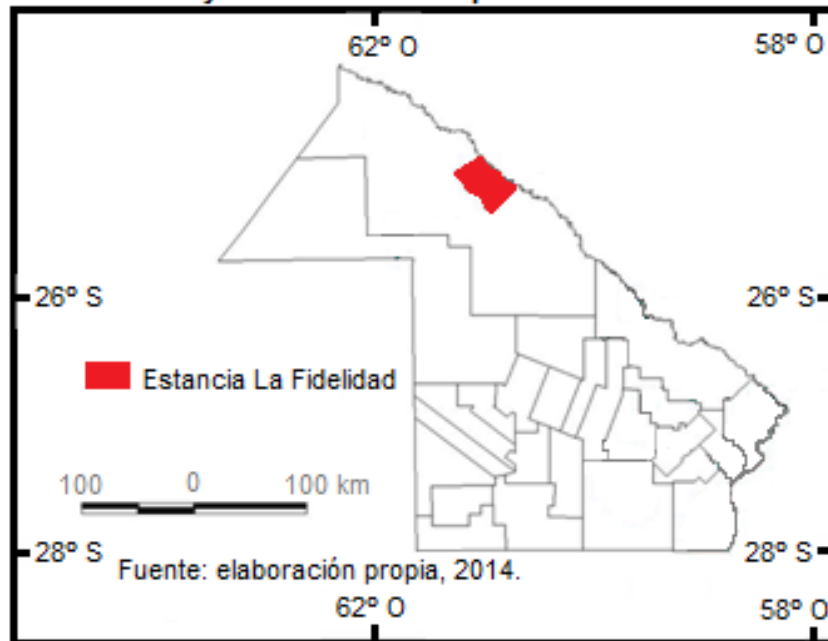 62º O
58º O
26º S
26º S
Estancia La Fidelidad
100 0 100 km
28º S
28º S
Fuente: elaboración propia, 2014.
62º O
58º O